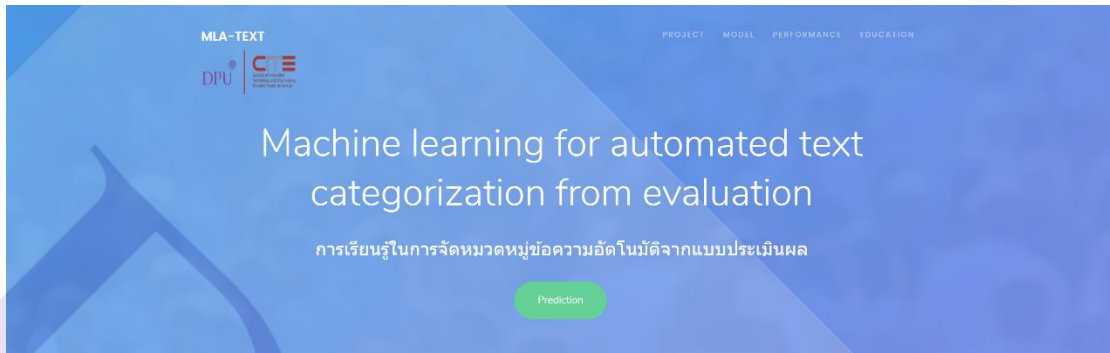 MLA-TEXT
PROJECT MODEL PERFORMANCE EDUCATION
DPU CITE
Machine learning for automated text
categorization from evaluation
การเรียนรู้ในการจัดหมวดหมู่ข้อความอัตโนมัติจากแบบประเมินผล
Prediction